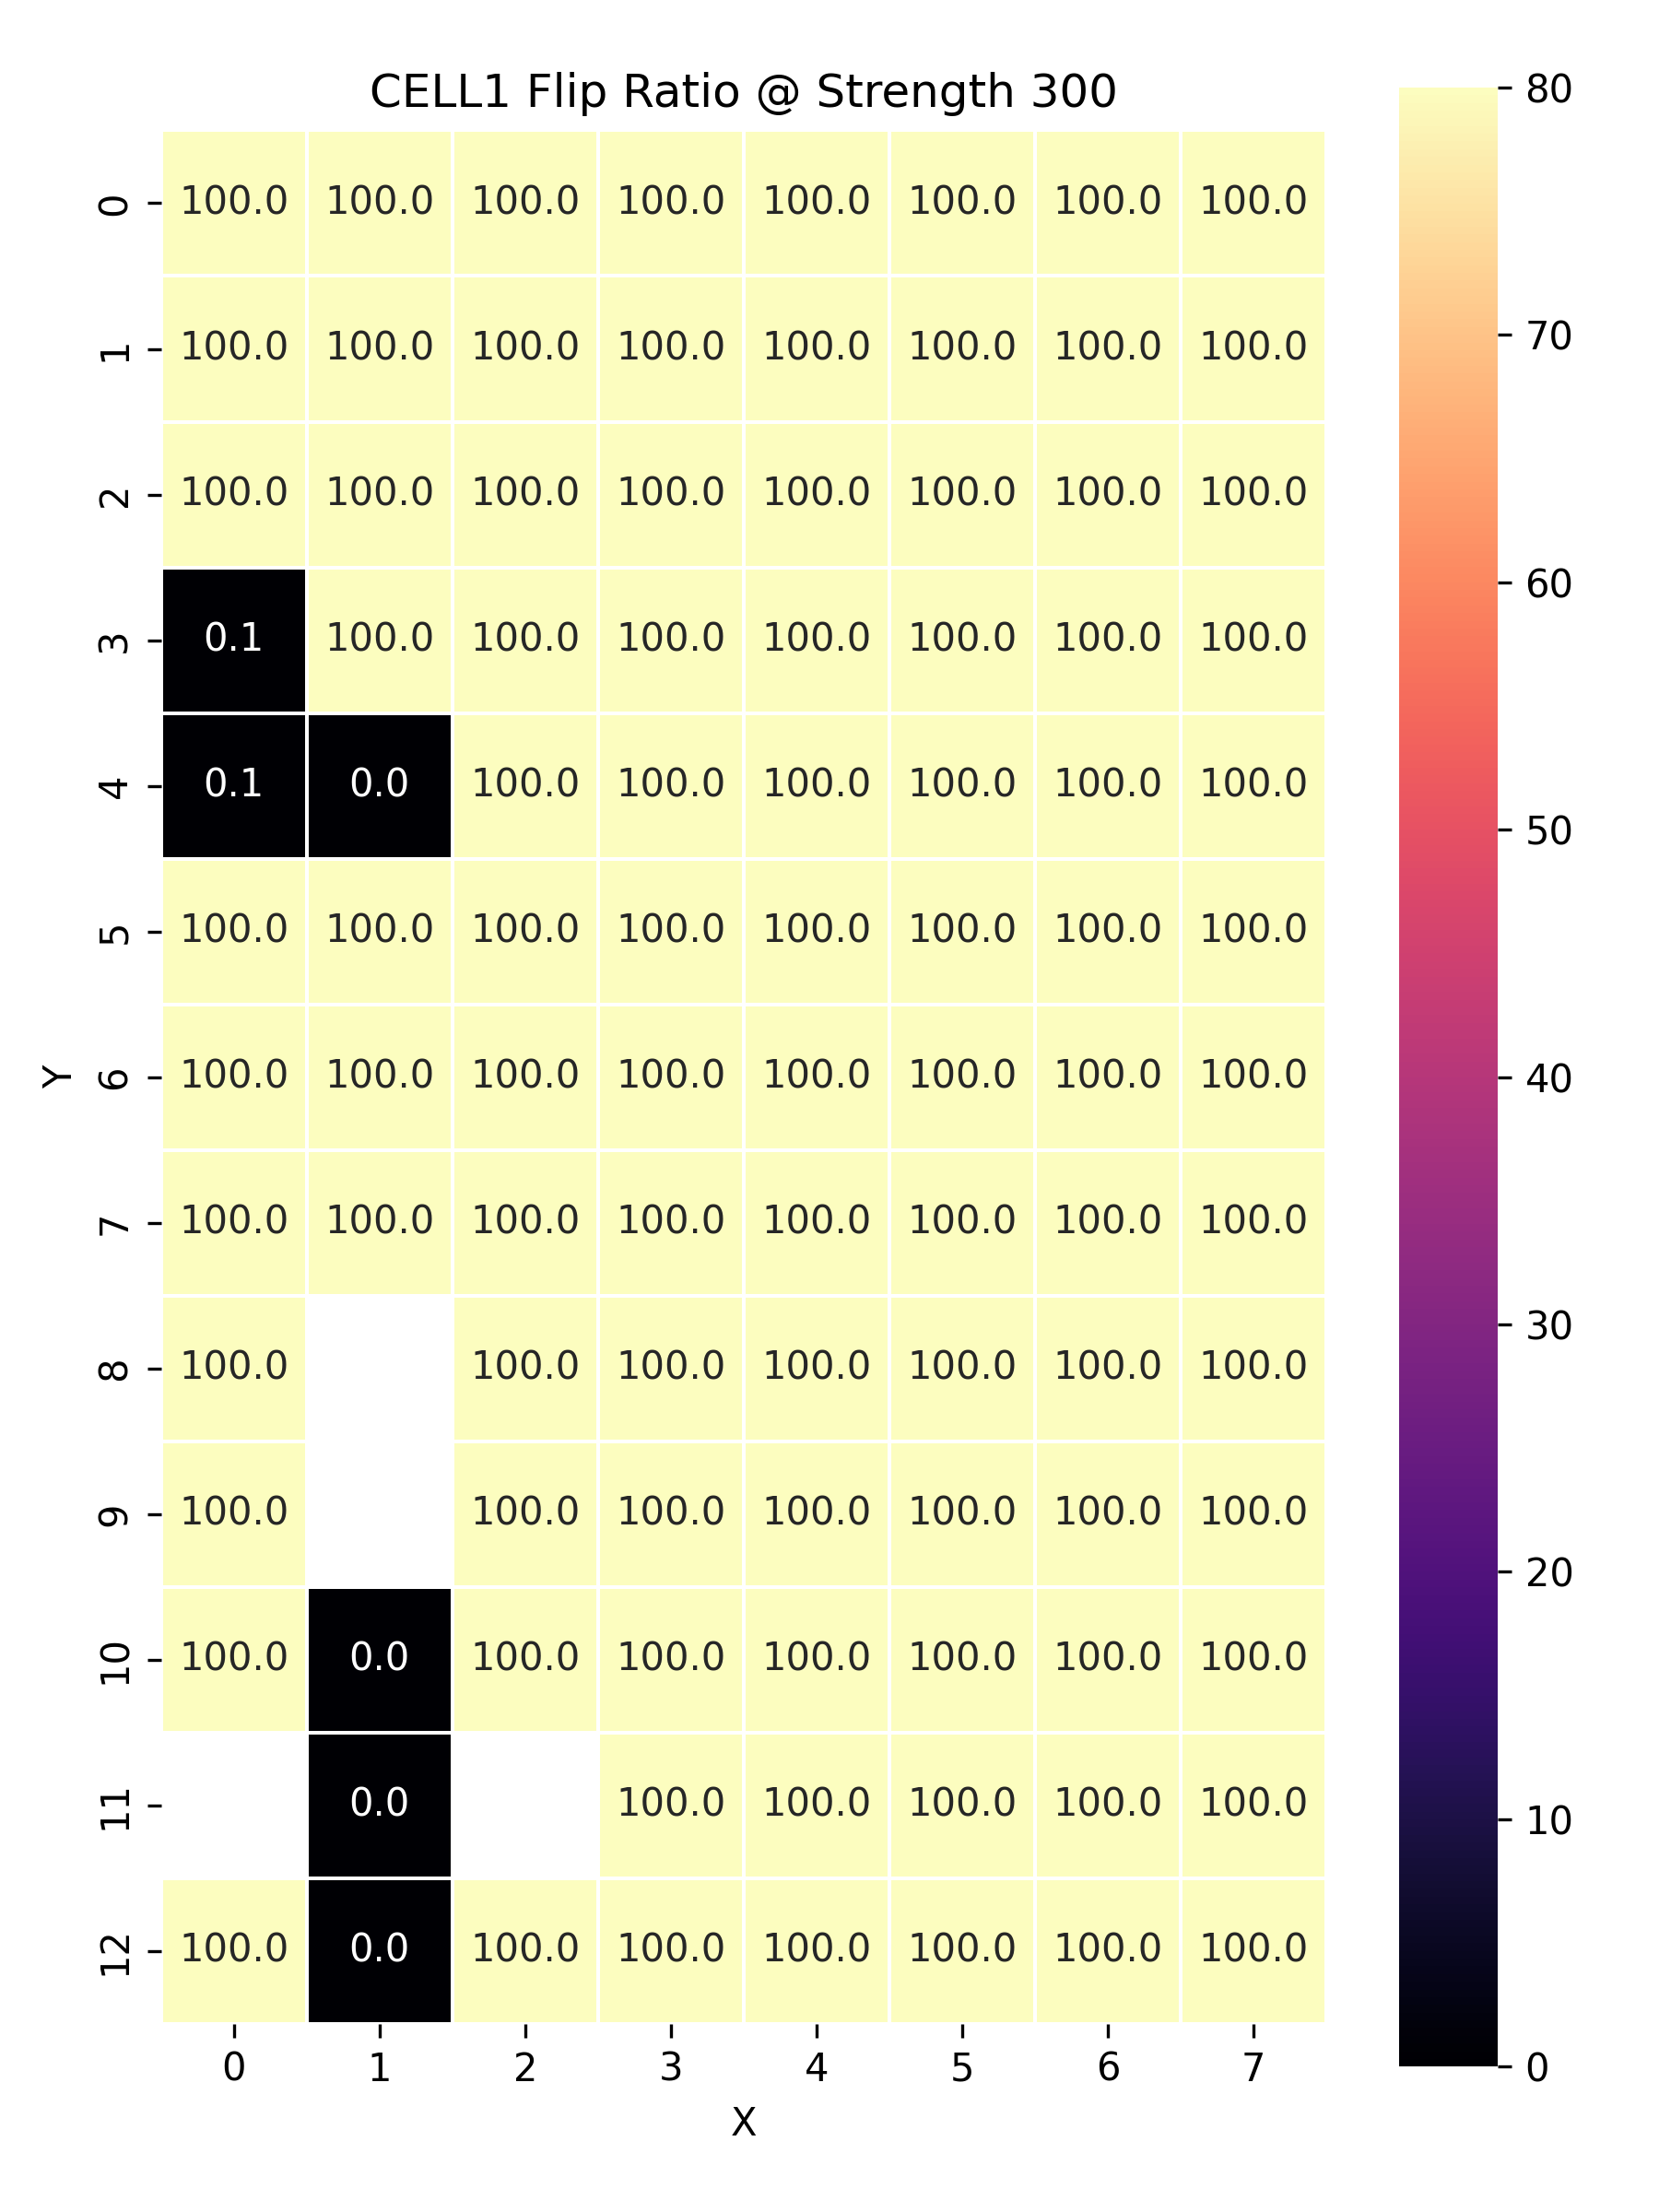 CELL1 Flip Ratio @ Strength 300
80
0 100.0 100.0 100.0 100.0 100.0 100.0 100.0 100.0
1 100.0 100.0 100.0 100.0 100.0 100.0 100.0 100.0
70
2 100.0 100.0 100.0 100.0 100.0 100.0 100.0 100.0
60
3 0.1 100.0 100.0 100.0 100.0 100.0 100.0 100.0
4 0.1 0.0 100.0 100.0 100.0 100.0 100.0 100.0
50
5 100.0 100.0 100.0 100.0 100.0 100.0 100.0 100.0
Y
6 100.0 100.0 100.0 100.0 100.0 100.0 100.0 100.0
40
7 100.0 100.0 100.0 100.0 100.0 100.0 100.0 100.0
30
8 100.0 100.0 100.0 100.0 100.0 100.0 100.0
9 100.0 100.0 100.0 100.0 100.0 100.0 100.0
20
10 100.0 0.0 100.0 100.0 100.0 100.0 100.0 100.0
11 0.0 100.0 100.0 100.0 100.0 100.0
10
12 100.0 0.0 100.0 100.0 100.0 100.0 100.0 100.0
0
0 1 2 3 4 5 6 7
X